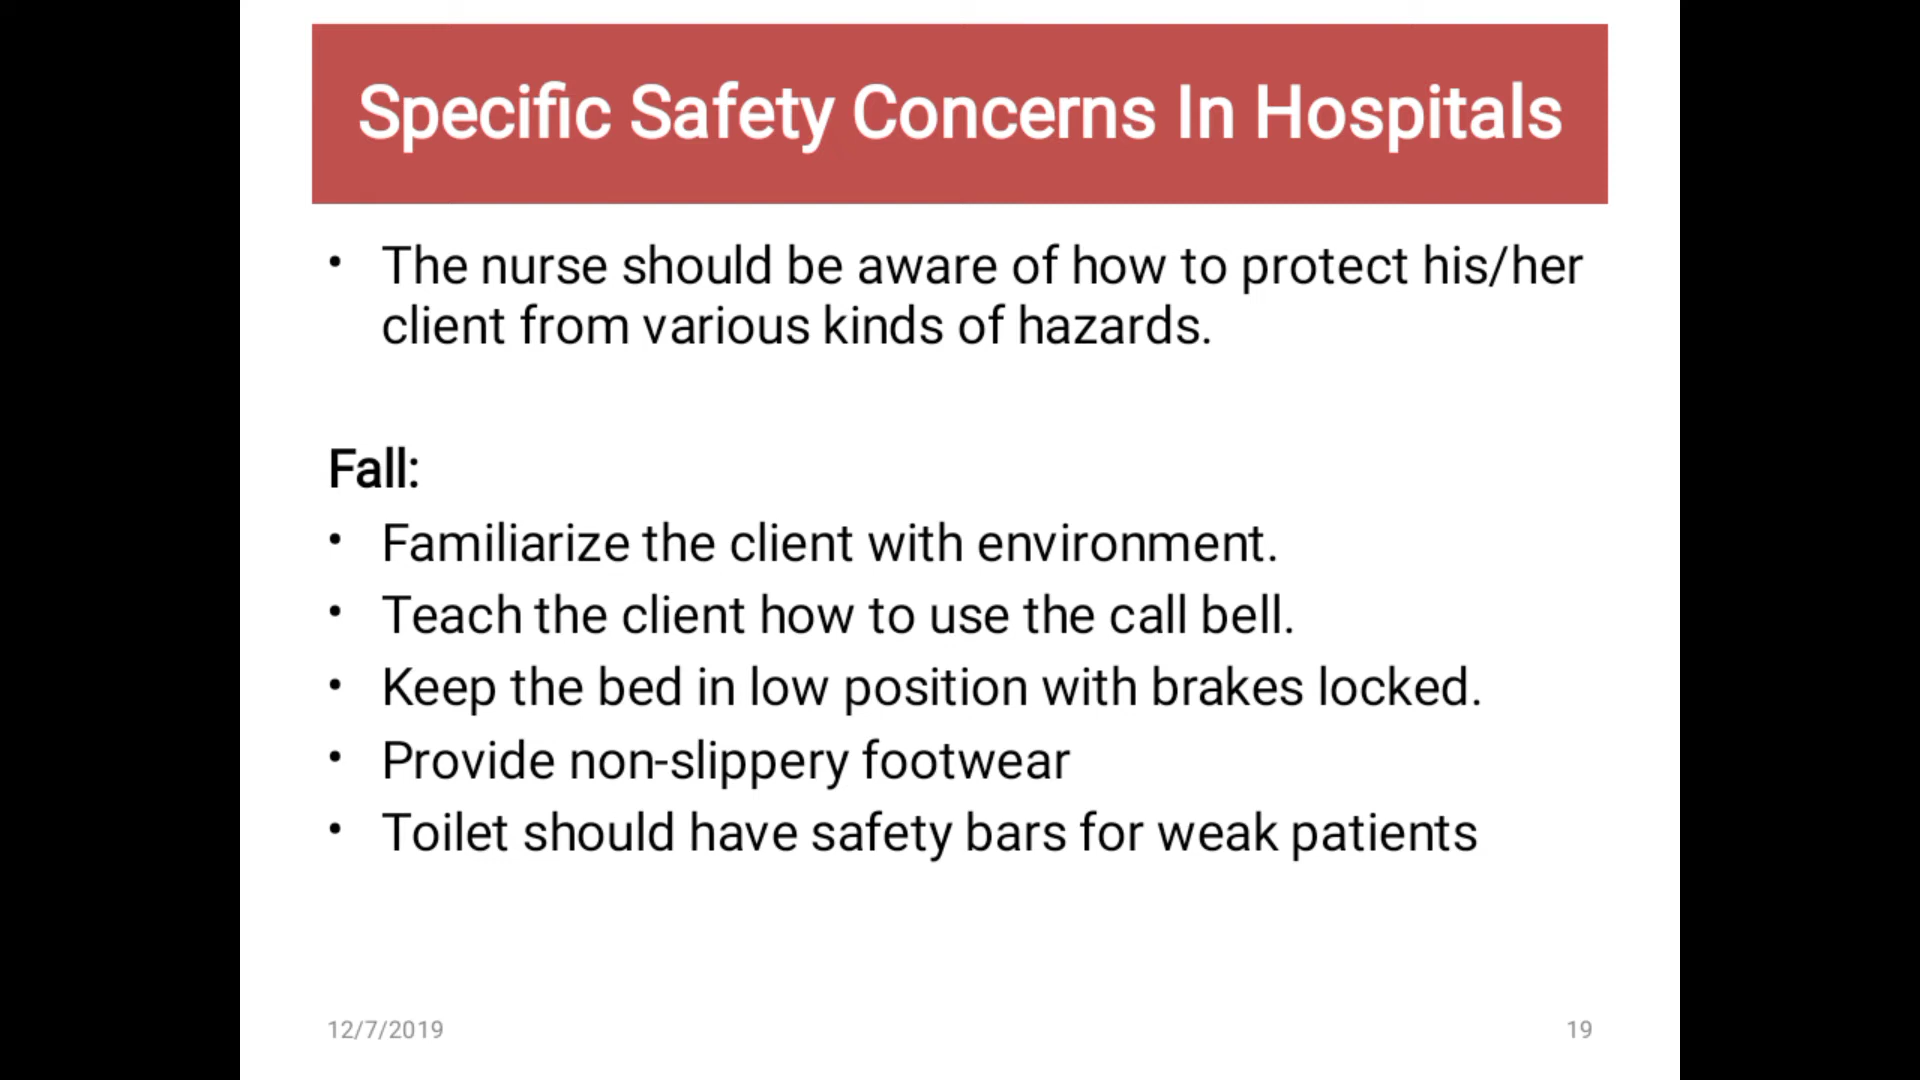 Specific Safety Concerns In Hospitals
• The nurse should be aware of how to protect his/her
client from various kinds of hazards.
Fall:
• Familiarize the client with environment.
• Teach the client how to use the call bell.
• Keep the bed in low position with brakes locked.
• Provide non-slippery footwear
• Toilet should have safety bars for weak patients
12/7/2019
19